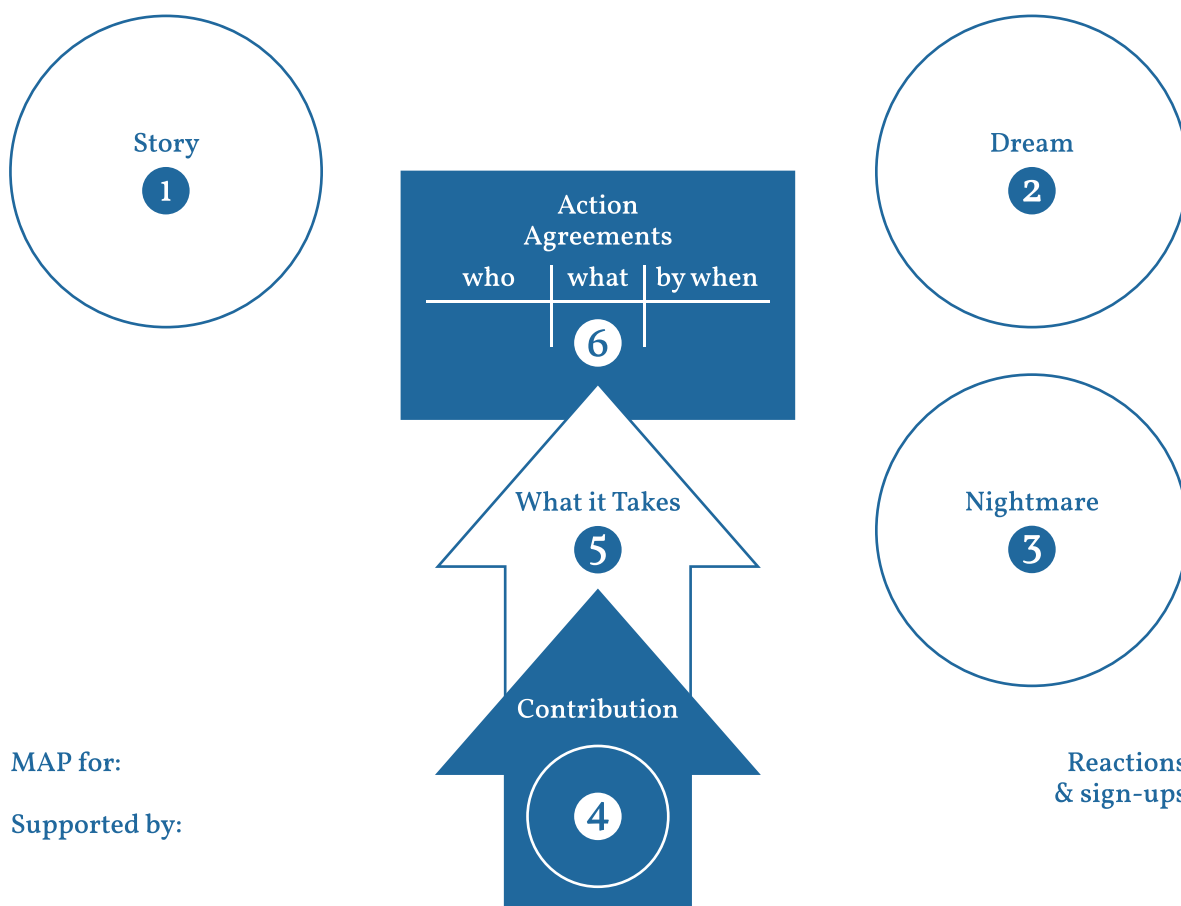 Story
1
Dream
2
Action
Agreements
who what by when
6
What it Takes
5
Nightmare
3
Contribution
4
MAP for:
Supported by:
Reactions
& sign-ups